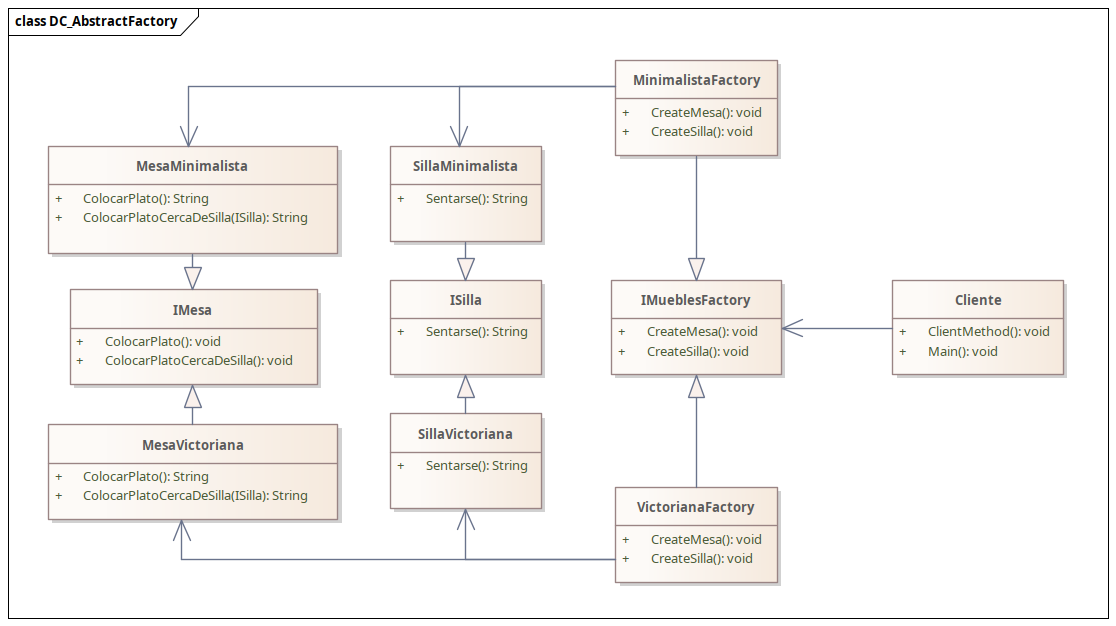 class DC_AbstractFactory
MinimalistaFactory
+ CreateMesa(): void
+ CreateSilla(): void
MesaMinimalista
+ ColocarPlato(): String
+ ColocarPlatoCercaDeSilla(ISilla): String
SillaMinimalista
+ Sentarse(): String
IMesa
+ ColocarPlato(): void
+ ColocarPlatoCercaDeSilla(): void
ISilla
+ Sentarse(): String
IMueblesFactory
+ CreateMesa(): void
+ CreateSilla(): void
Cliente
+ ClientMethod(): void
+ Main(): void
MesaVictoriana
+ ColocarPlato(): String
+ ColocarPlatoCercaDeSilla(ISilla): String
SillaVictoriana
+ Sentarse(): String
VictorianaFactory
+ CreateMesa(): void
+ CreateSilla(): void